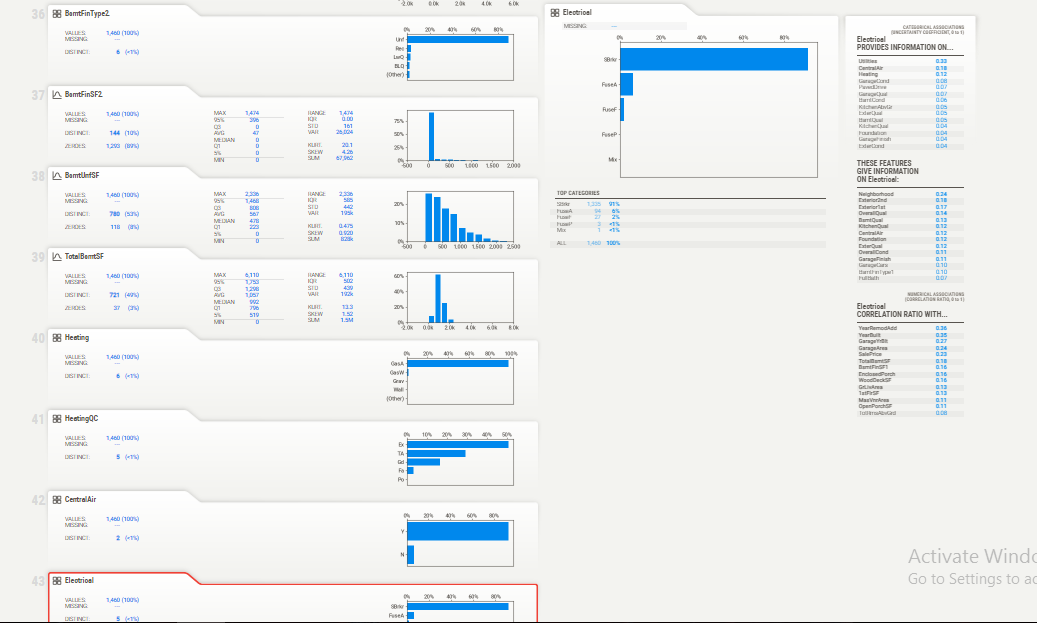 -2.0k 0.0k 2.0k 4.0k 6.0k
36 BsmtFinType2
VALUES: 1,460 (100%)
MISSING: ---
DISTINCT: 6 (<1%)
0% 20% 40% 60% 80%
Unf
Rec
LwQ
BLQ
(Other)
37 BsmtFinSF2
VALUES: 1,460 (100%)
MISSING: ---
DISTINCT: 144 (10%)
ZEROES: 1,293 (89%)
MAX 1,474
95% 396
Q3 0
AVG 47
MEDIAN 0
Q1 0
5% 0
MIN 0
RANGE 1,474
IQR 0.00
STD 161
VAR 26,024
KURT. 20.1
SKEW 4.26
SUM 67,962
75%
50%
25%
0%
-500 0 500 1,000 1,500 2,000
38 BsmtUnfSF
VALUES: 1,460 (100%)
MISSING: ---
DISTINCT: 780 (53%)
ZEROES: 118 (8%)
MAX 2,336
95% 1,468
Q3 808
AVG 567
MEDIAN 478
Q1 223
5% 0
MIN 0
RANGE 2,336
IQR 585
STD 442
VAR 195k
KURT. 0.475
SKEW 0.920
SUM 828k
20%
10%
0%
-500 0 500 1,000 1,500 2,000 2,500
39 TotalBsmtSF
VALUES: 1,460 (100%)
MISSING: ---
DISTINCT: 721 (49%)
ZEROES: 37 (3%)
MAX 6,110
95% 1,753
Q3 1,298
AVG 1,057
MEDIAN 992
Q1 796
5% 519
MIN 0
RANGE 6,110
IQR 502
STD 439
VAR 192k
KURT. 13.3
SKEW 1.52
SUM 1.5M
60%
40%
20%
0%
-2.0k 0.0k 2.0k 4.0k 6.0k 8.0k
40 Heating
VALUES: 1,460 (100%)
MISSING: ---
DISTINCT: 6 (<1%)
0% 20% 40% 60% 80% 100%
GasA
GasW
Grav
Wall
(Other)
41 HeatingQC
VALUES: 1,460 (100%)
MISSING: ---
DISTINCT: 5 (<1%)
0% 10% 20% 30% 40% 50%
Ex
TA
Gd
Fa
Po
42 CentralAir
VALUES: 1,460 (100%)
MISSING: ---
DISTINCT: 2 (<1%)
0% 20% 40% 60% 80%
Y
N
43 Electrical
VALUES: 1,460 (100%)
MISSING: ---
DISTINCT: 5 (<1%)
0% 20% 40% 60% 80%
SBrkr
FuseA
Electrical
MISSING: ---
0% 20% 40% 60% 80%
SBrkr
FuseA
FuseF
FuseP
Mix
TOP CATEGORIES
SBrkr 1,335 91%
FuseA 94 6%
FuseF 27 2%
FuseP 3 <1%
Mix 1 <1%
ALL 1,460 100%
CATEGORICAL ASSOCIATIONS
(UNCERTAINTY COEFFICIENT, 0 to 1)
Electrical
PROVIDES INFORMATION ON...
Utilities 0.33
CentralAir 0.18
Heating 0.12
GarageCond 0.08
PavedDrive 0.07
GarageQual 0.07
BsmtCond 0.06
KitchenAbvGr 0.05
ExterQual 0.05
BsmtQual 0.05
KitchenQual 0.04
Foundation 0.04
GarageFinish 0.04
ExterCond 0.04
THESE FEATURES
GIVE INFORMATION
ON Electrical:
Neighborhood 0.24
Exterior2nd 0.18
Exterior1st 0.17
OverallQual 0.14
BsmtQual 0.13
KitchenQual 0.12
CentralAir 0.12
Foundation 0.12
ExterQual 0.12
OverallCond 0.11
GarageFinish 0.11
GarageCars 0.10
BsmtFinType1 0.10
FullBath 0.07
NUMERICAL ASSOCIATIONS
(CORRELATION RATIO, 0 to 1)
Electrical
CORRELATION RATIO WITH...
YearRemodAdd 0.36
YearBuilt 0.35
GarageYrBlt 0.27
GarageArea 0.24
SalePrice 0.23
TotalBsmtSF 0.18
BsmtFinSF1 0.16
EnclosedPorch 0.16
WoodDeckSF 0.16
GrLivArea 0.13
1stFlrSF 0.13
MasVnrArea 0.11
OpenPorchSF 0.11
TotRmsAbvGrd 0.08
Activate Windo
Go to Settings to ac